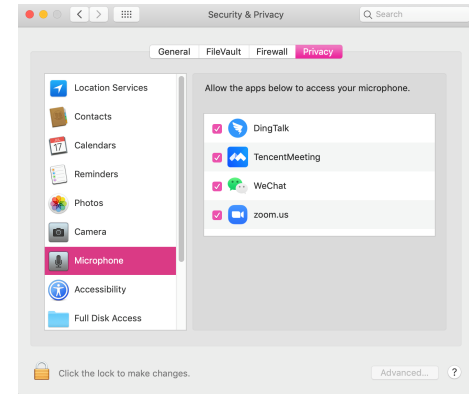 Security & Privacy
Search
General FileVault Firewall Privacy
Location Services
Contacts
17
Calendars
Reminders
Photos
Camera
Microphone
Accessibility
Full Disk Access
Allow the apps below to access your microphone.
DingTalk
TencentMeeting
WeChat
zoom.us
Click the lock to make changes.
Advanced...
?